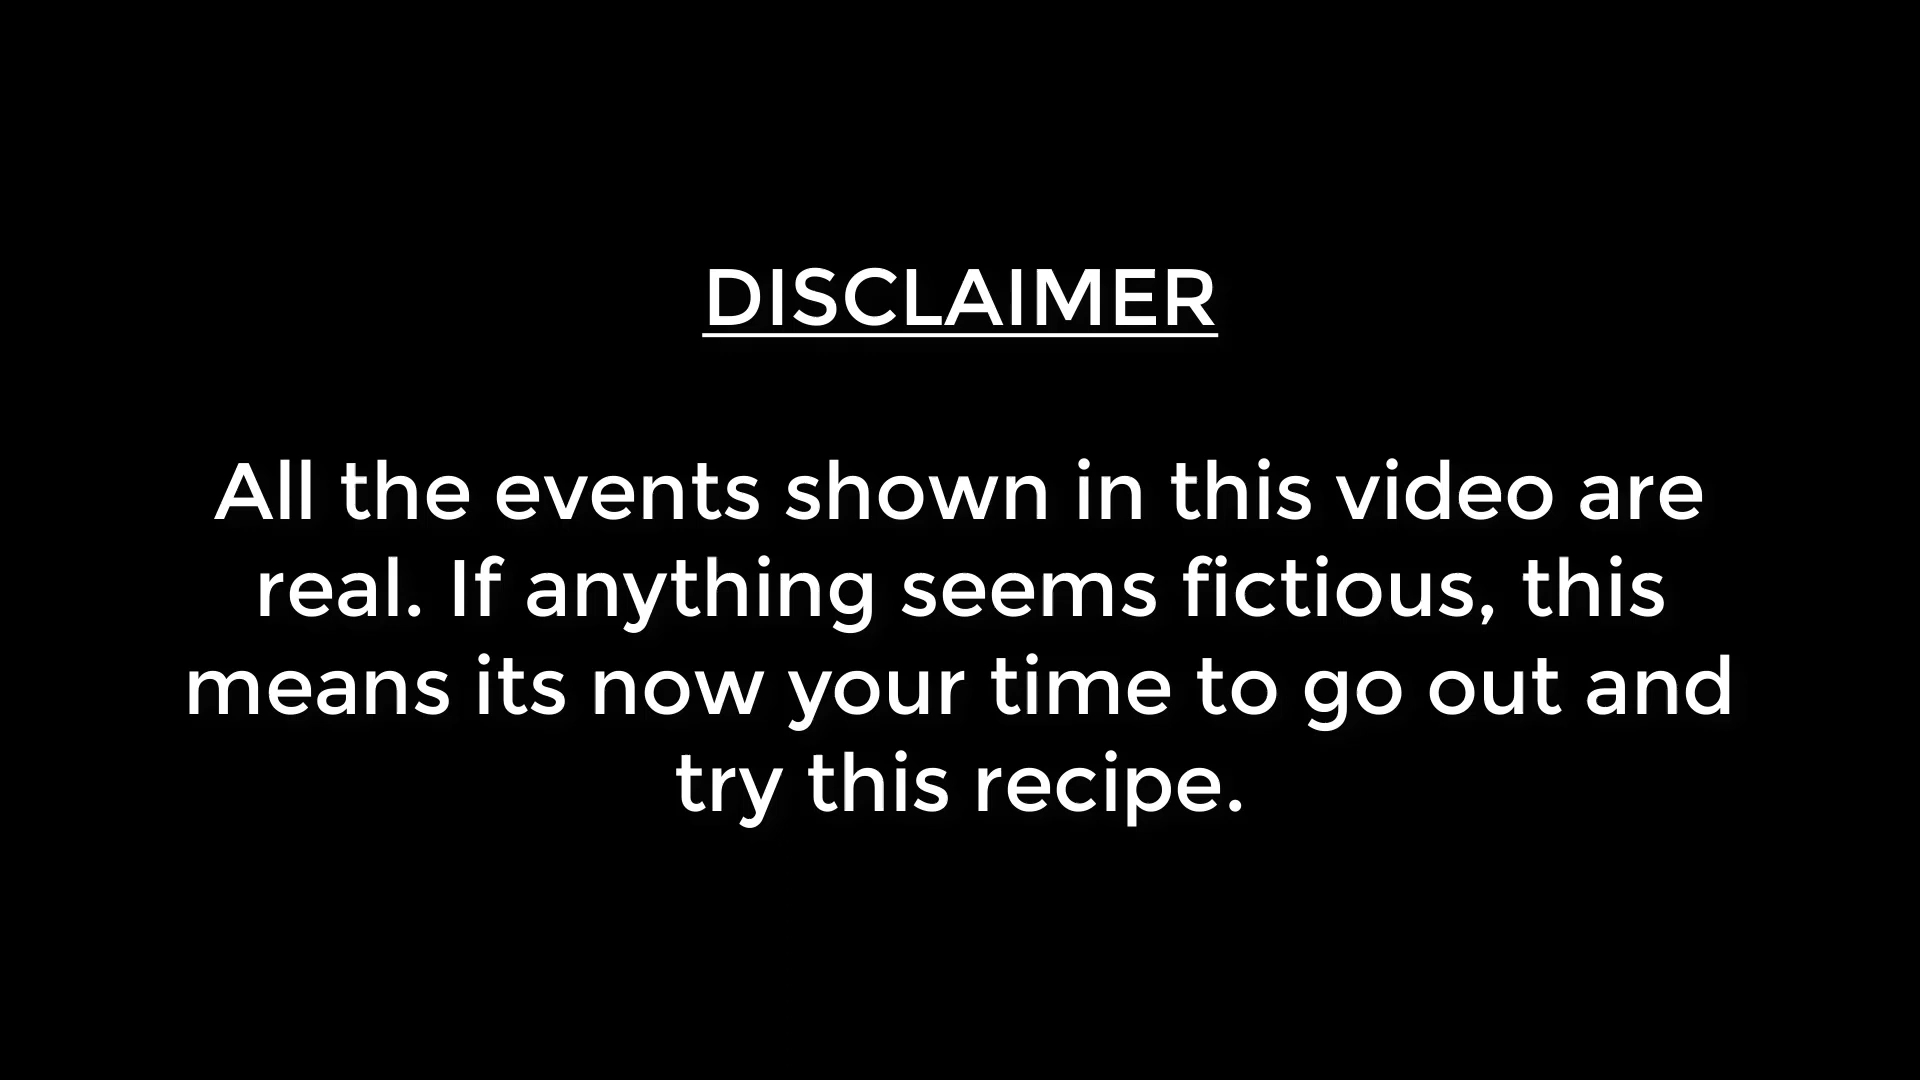 DISCLAIMER
All the events shown in this video are
real. If anything seems fictious, this
means its now your time to go out and
try this recipe.